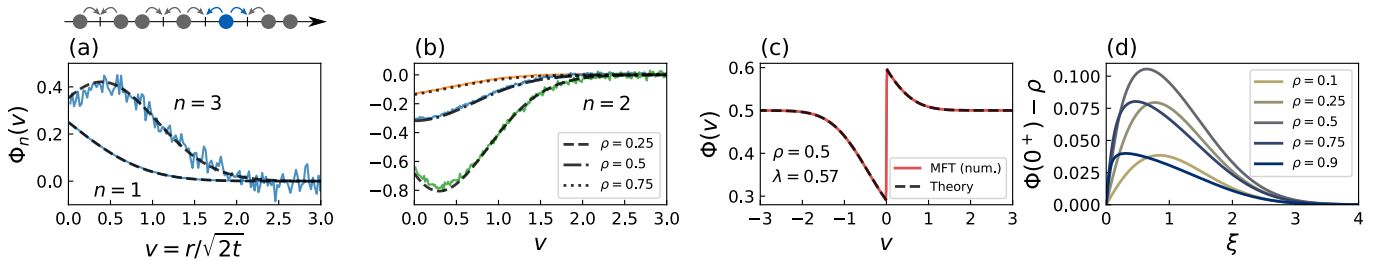 (a)
Φₙ(v)
0.4
0.2
0.0
n = 3
n = 1
0.0 0.5 1.0 1.5 2.0 2.5 3.0
v = r/√2t
(b)
0.0
−0.2
−0.4
−0.6
−0.8
n = 2
ρ = 0.25
ρ = 0.5
ρ = 0.75
0.0 0.5 1.0 1.5 2.0 2.5 3.0
v
(c)
Φ(v)
0.6
0.5
0.4
0.3
ρ = 0.5
λ = 0.57
MFT (num.)
Theory
−3 −2 −1 0 1 2 3
v
(d)
Φ(0⁺) − ρ
0.100
0.075
0.050
0.025
0.000
ρ = 0.1
ρ = 0.25
ρ = 0.5
ρ = 0.75
ρ = 0.9
0 1 2 3 4
ξ